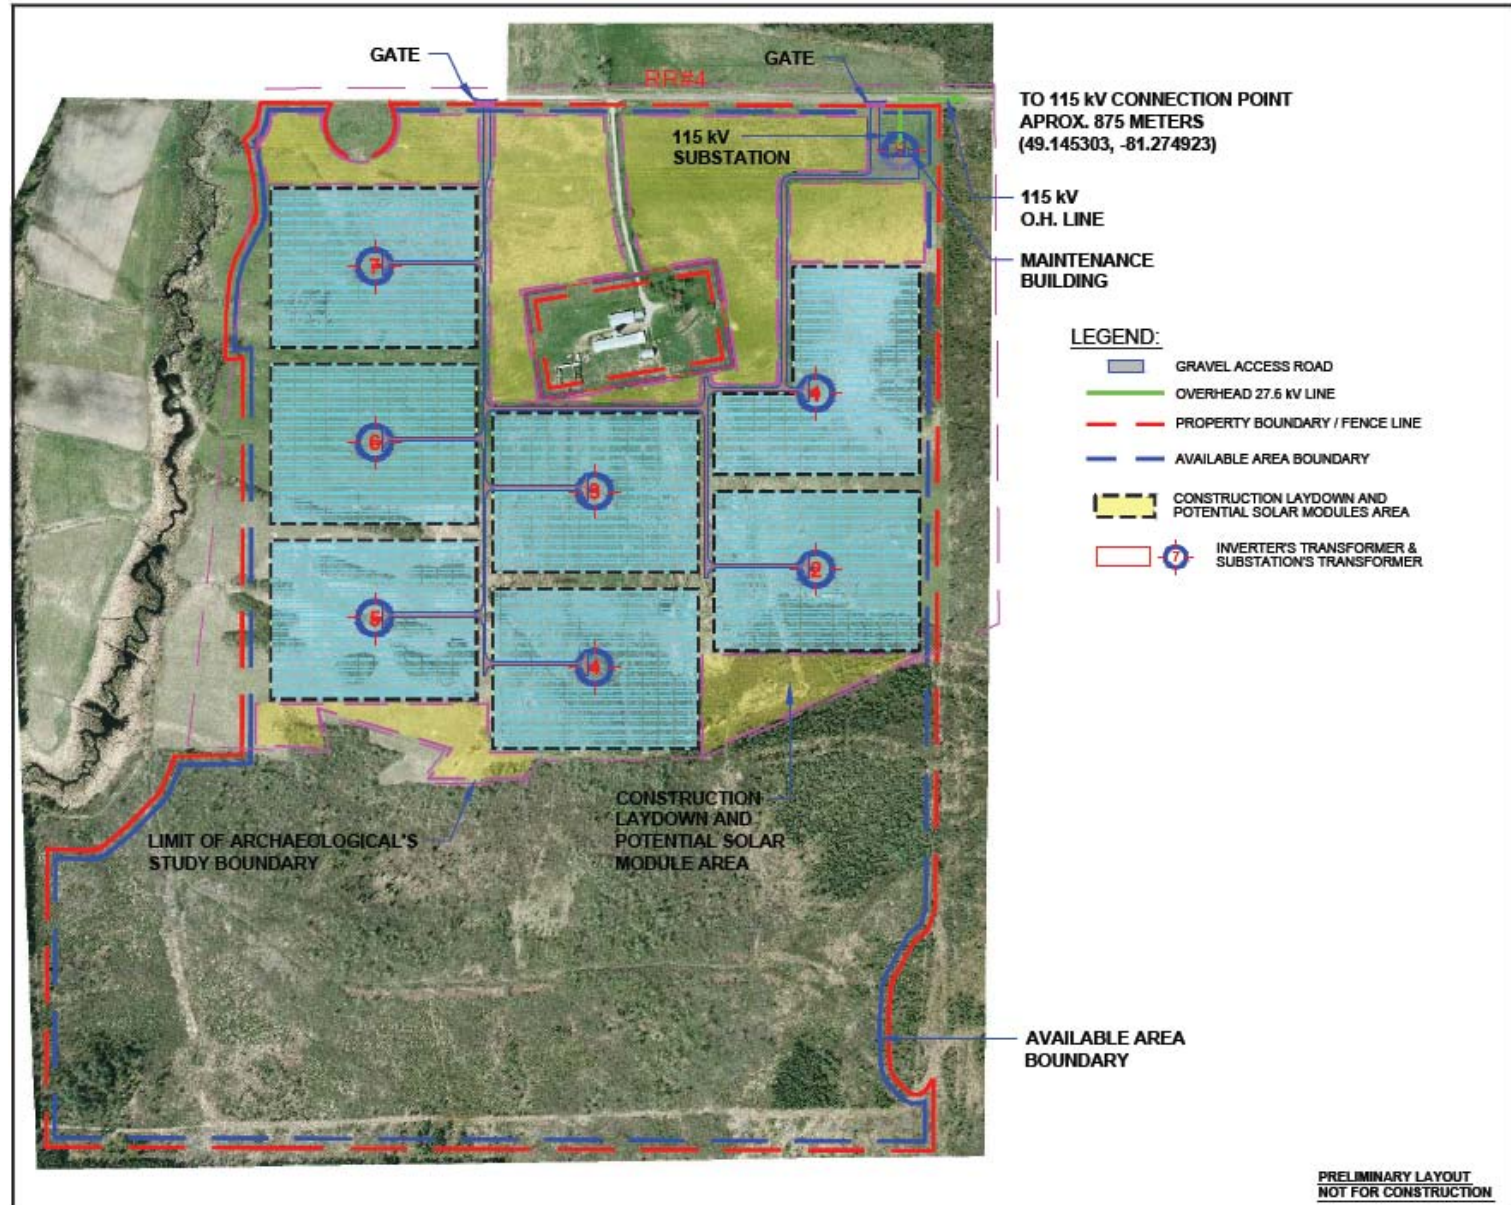 GATE
GATE
RR#4
TO 115 kV CONNECTION POINT
APROX. 875 METERS
(49.145303, -81.274923)
115 kV
SUBSTATION
115 kV
O.H. LINE
MAINTENANCE
BUILDING
LEGEND:
GRAVEL ACCESS ROAD
OVERHEAD 27.6 kV LINE
PROPERTY BOUNDARY / FENCE LINE
AVAILABLE AREA BOUNDARY
CONSTRUCTION LAYDOWN AND
POTENTIAL SOLAR MODULES AREA
7
INVERTER'S TRANSFORMER &
SUBSTATION'S TRANSFORMER
7
1
6
3
2
5
4
CONSTRUCTION
LAYDOWN AND
POTENTIAL SOLAR
MODULE AREA
LIMIT OF ARCHAEOLOGICAL'S
STUDY BOUNDARY
AVAILABLE AREA
BOUNDARY
PRELIMINARY LAYOUT
NOT FOR CONSTRUCTION